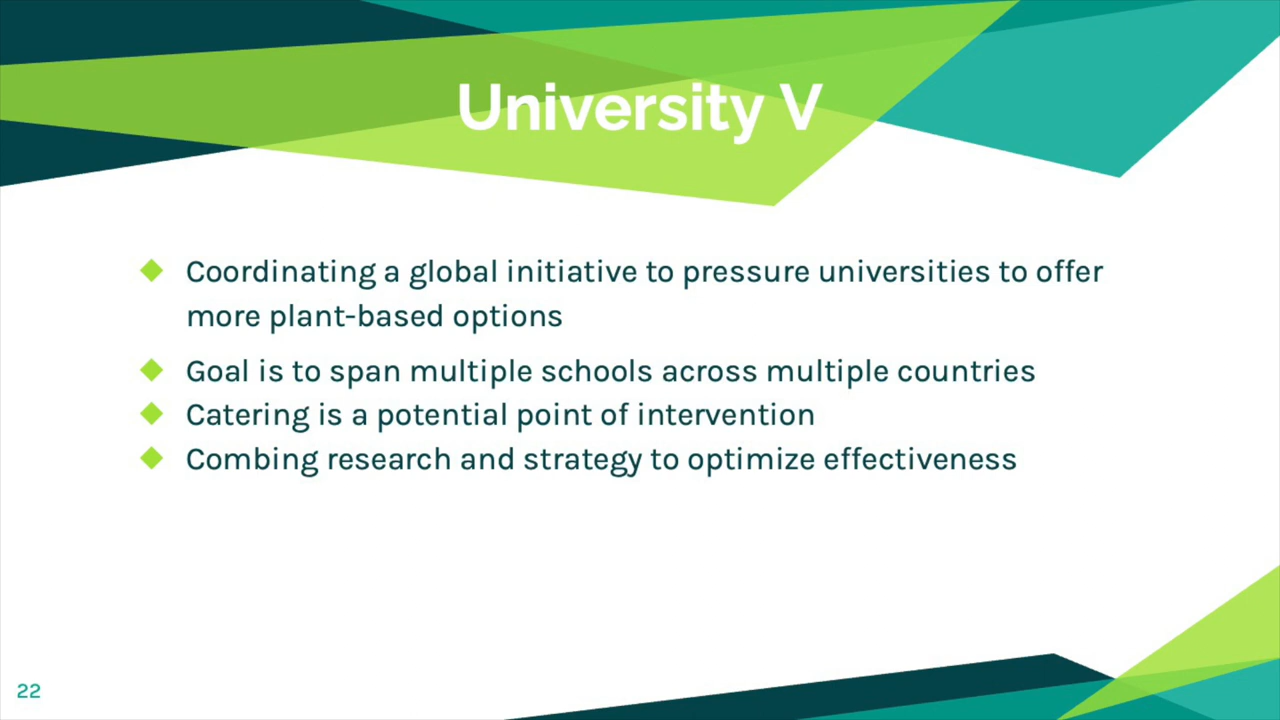 University V
Coordinating a global initiative to pressure universities to offer
more plant-based options
Goal is to span multiple schools across multiple countries
Catering is a potential point of intervention
Combing research and strategy to optimize effectiveness
22